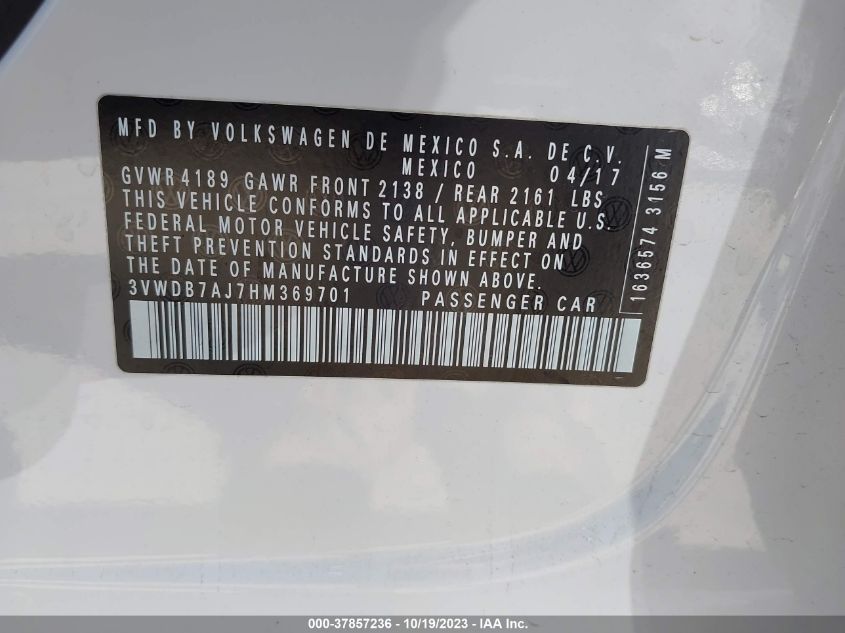 MFD BY VOLKSWAGEN DE MEXICO S.A. DE C.V.
MEXICO 04/17
GVWR 4189 GAWR FRONT 2138 / REAR 2161 LBS
THIS VEHICLE CONFORMS TO ALL APPLICABLE U.S.
FEDERAL MOTOR VEHICLE SAFETY, BUMPER AND
THEFT PREVENTION STANDARDS IN EFFECT ON
THE DATE OF MANUFACTURE SHOWN ABOVE.
3VWDB7AJ7HM369701 PASSENGER CAR
1636574 3156 M
000-37857236 - 10/19/2023 - IAA Inc.